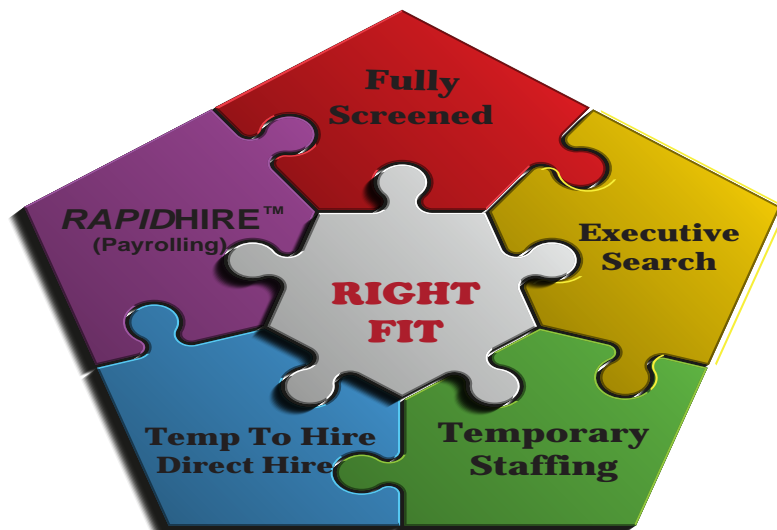 Fully
Screened
RAPIDHIRE™
(Payrolling)
Executive
Search
RIGHT
FIT
Temp To Hire
Direct Hire
Temporary
Staffing